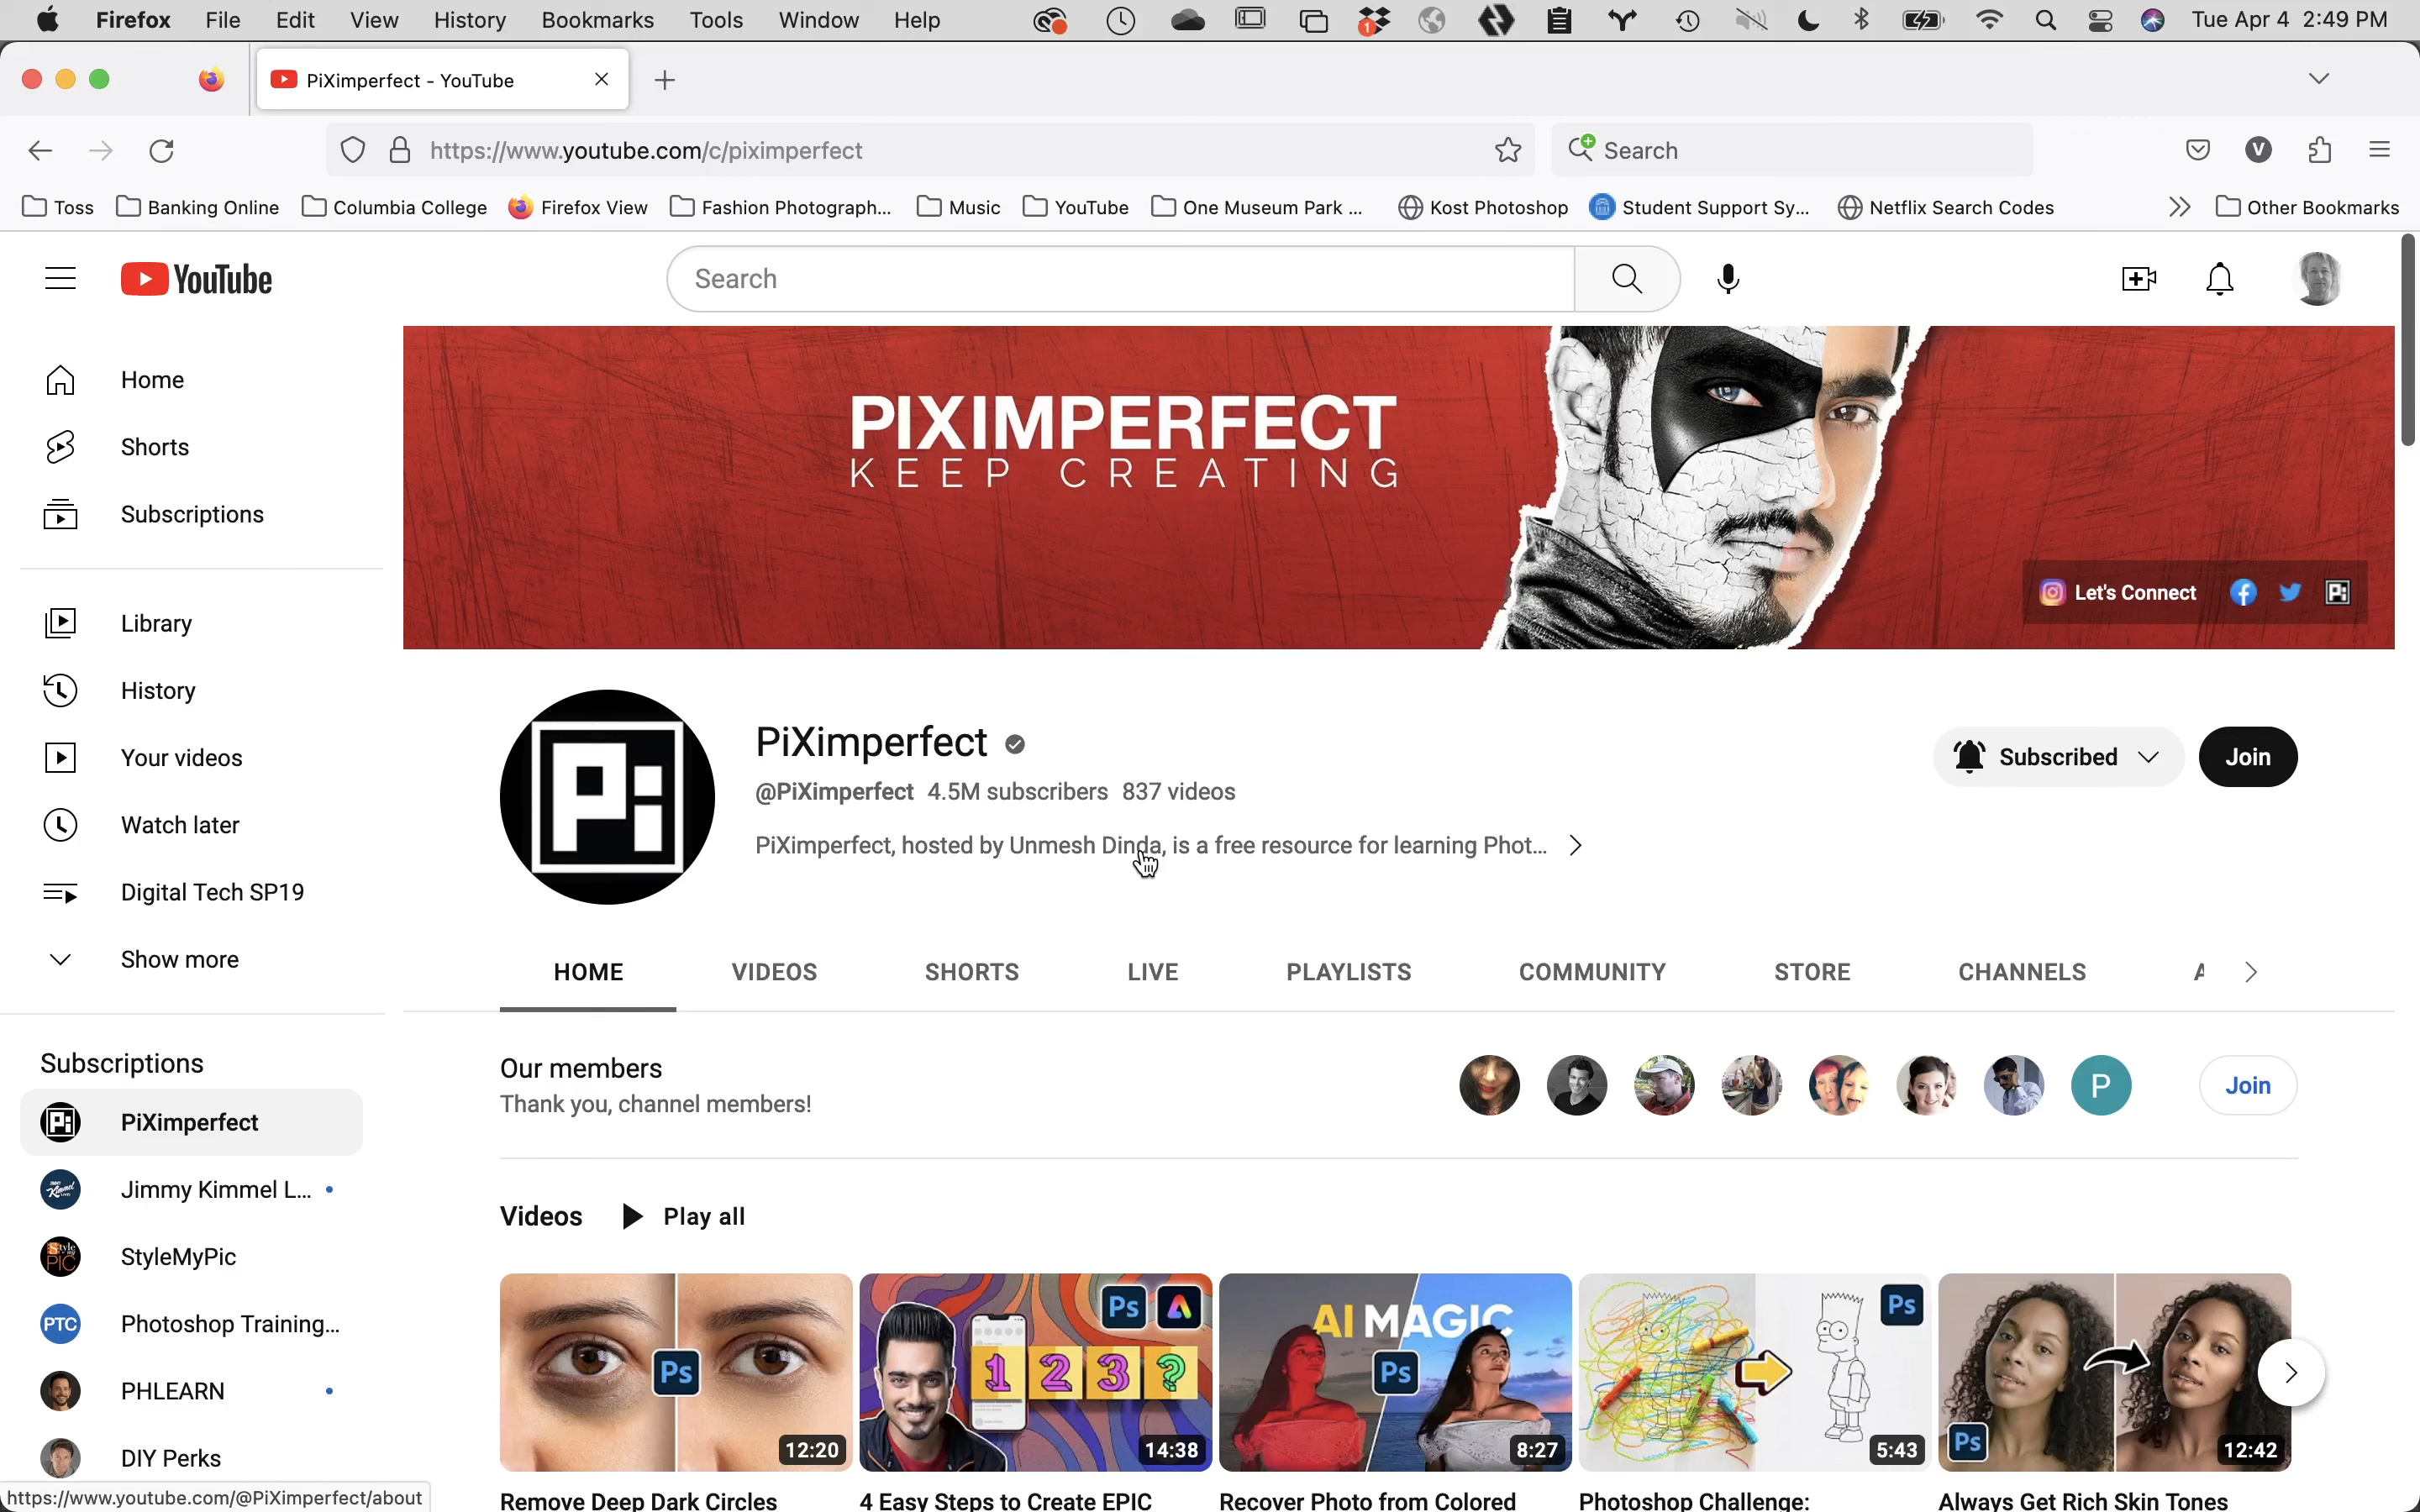 Firefox File Edit View History Bookmarks Tools Window Help 1 Tue Apr 4 2:49 PM
PiXimperfect - YouTube
https://www.youtube.com/c/piximperfect Search V
Toss Banking Online Columbia College Firefox View Fashion Photograph... Music YouTube One Museum Park ... Kost Photoshop Student Support Sy... Netflix Search Codes Other Bookmarks
YouTube Search
Home
Shorts
Subscriptions
Library
History
Your videos
Watch later
Digital Tech SP19
Show more
Subscriptions
PiXimperfect
Jimmy Kimmel L...
StyleMyPic
Photoshop Training...
PHLEARN
DIY Perks
https://www.youtube.com/@PiXimperfect/about
PIXIMPERFECT
KEEP CREATING
Let's Connect
Pi
PiXimperfect
@PiXimperfect 4.5M subscribers 837 videos
PiXimperfect, hosted by Unmesh Dinda, is a free resource for learning Phot...
Subscribed Join
HOME VIDEOS SHORTS LIVE PLAYLISTS COMMUNITY STORE CHANNELS A
Our members
Thank you, channel members!
P Join
Videos Play all
Ps 12:20
Ps 1 2 3 ? 14:38
AI MAGIC Ps 8:27
Ps 5:43
Ps 12:42
Remove Deep Dark Circles 4 Easy Steps to Create EPIC Recover Photo from Colored Photoshop Challenge: Always Get Rich Skin Tones